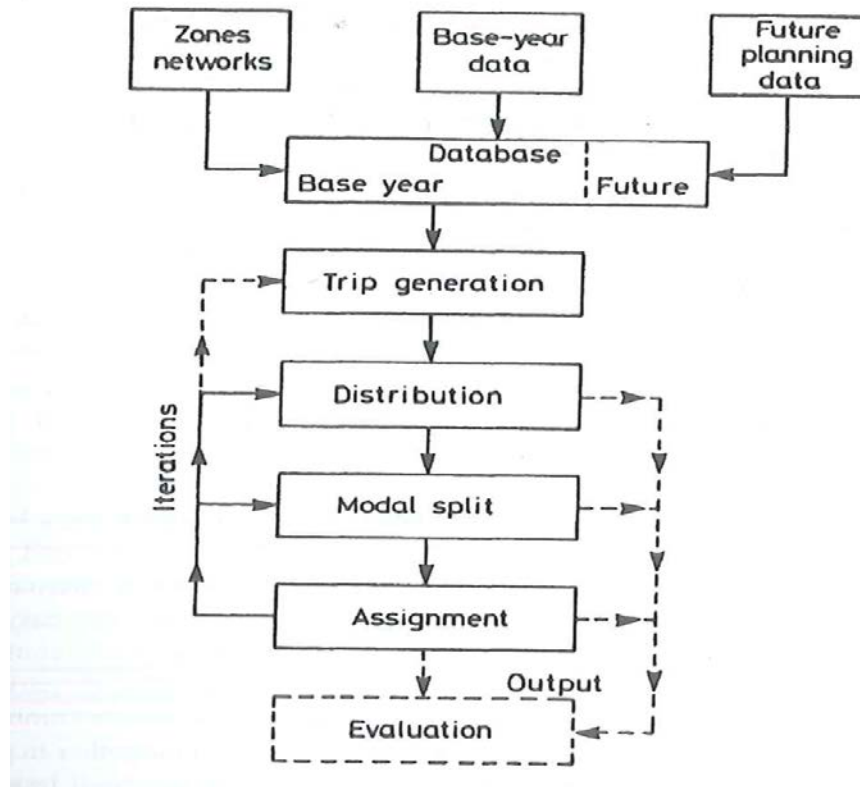 Zones
networks
Base-year
data
Future
planning
data
Database
Base year
Future
Trip generation
Distribution
Iterations
Modal split
Assignment
Output
Evaluation